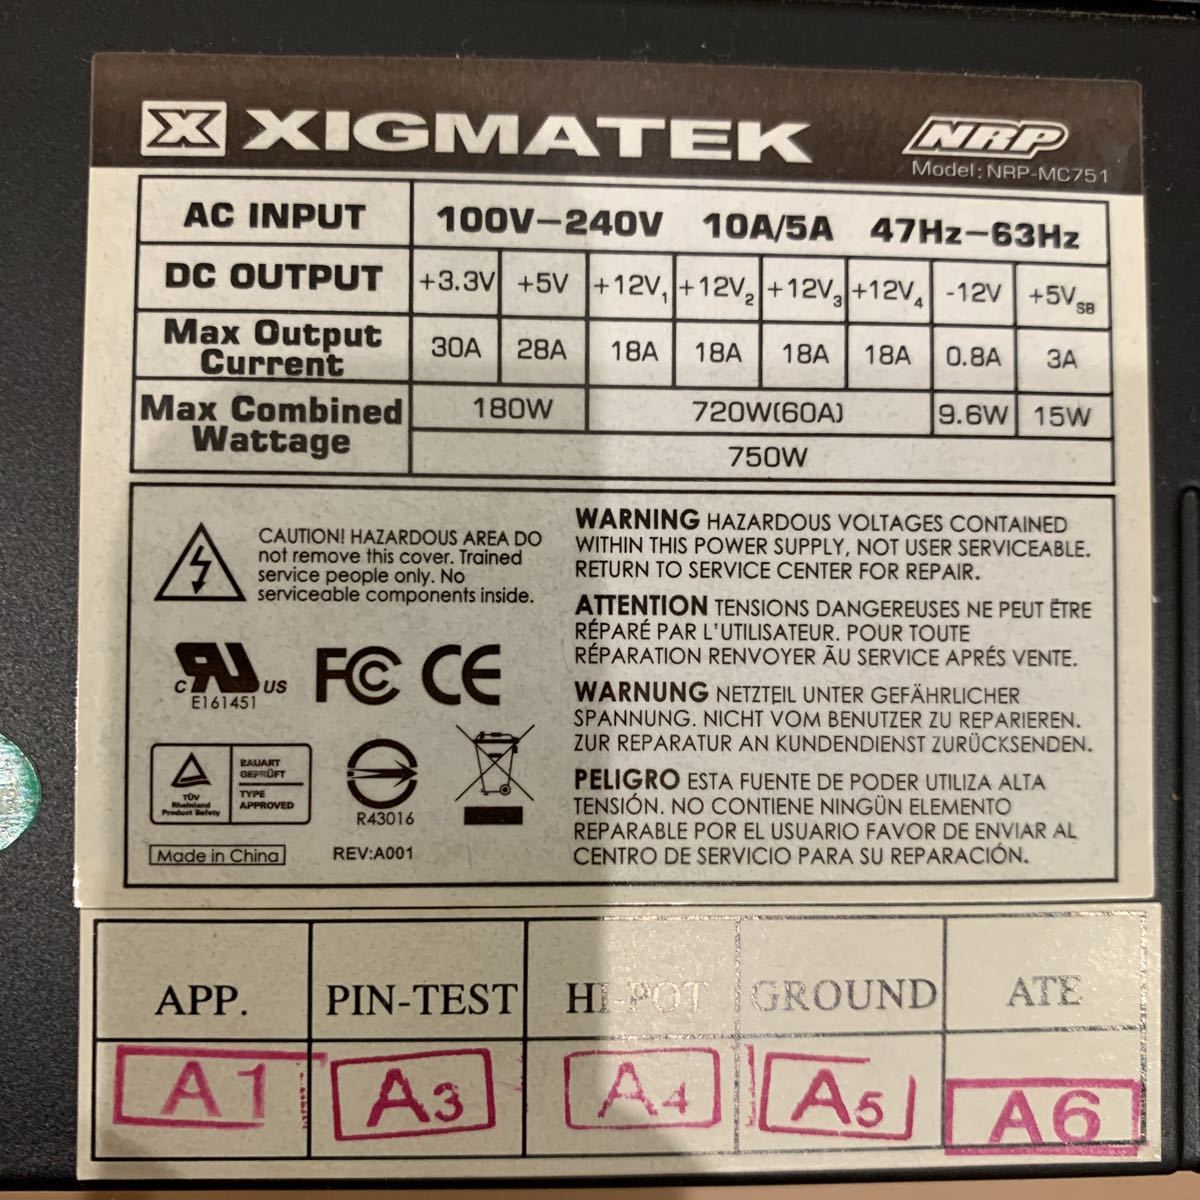 XIGMATEK
NRP
Model: NRP-MC751
AC INPUT 100V-240V 10A/5A 47Hz-63Hz
DC OUTPUT +3.3V +5V +12V1 +12V2 +12V3 +12V4 -12V +5VSB
Max Output Current 30A 28A 18A 18A 18A 18A 0.8A 3A
Max Combined Wattage 180W 720W(60A) 9.6W 15W
750W
CAUTION! HAZARDOUS AREA DO
not remove this cover. Trained
service people only. No
serviceable components inside.
c RU US
E161451
FC CE
TÜV
Rheinland
Product Safety
BAUART
GEPRÜFT
TYPE
APPROVED
R43016
Made in China
REV:A001
WARNING HAZARDOUS VOLTAGES CONTAINED
WITHIN THIS POWER SUPPLY, NOT USER SERVICEABLE.
RETURN TO SERVICE CENTER FOR REPAIR.
ATTENTION TENSIONS DANGEREUSES NE PEUT ËTRE
RÉPARÉ PAR L'UTILISATEUR. POUR TOUTE
RÉPARATION RENVOYER ÃU SERVICE APRÉS VENTE.
WARNUNG NETZTEIL UNTER GEFÄHRLICHER
SPANNUNG. NICHT VOM BENUTZER ZU REPARIEREN.
ZUR REPARATUR AN KUNDENDIENST ZURÜCKSENDEN.
PELIGRO ESTA FUENTE DE PODER UTILIZA ALTA
TENSIÓN. NO CONTIENE NINGÜN ELEMENTO
REPARABLE POR EL USUARIO FAVOR DE ENVIAR AL
CENTRO DE SERVICIO PARA SU REPARACIÓN.
APP. PIN-TEST HI-POT GROUND ATE
A1 A3 A4 A5 A6